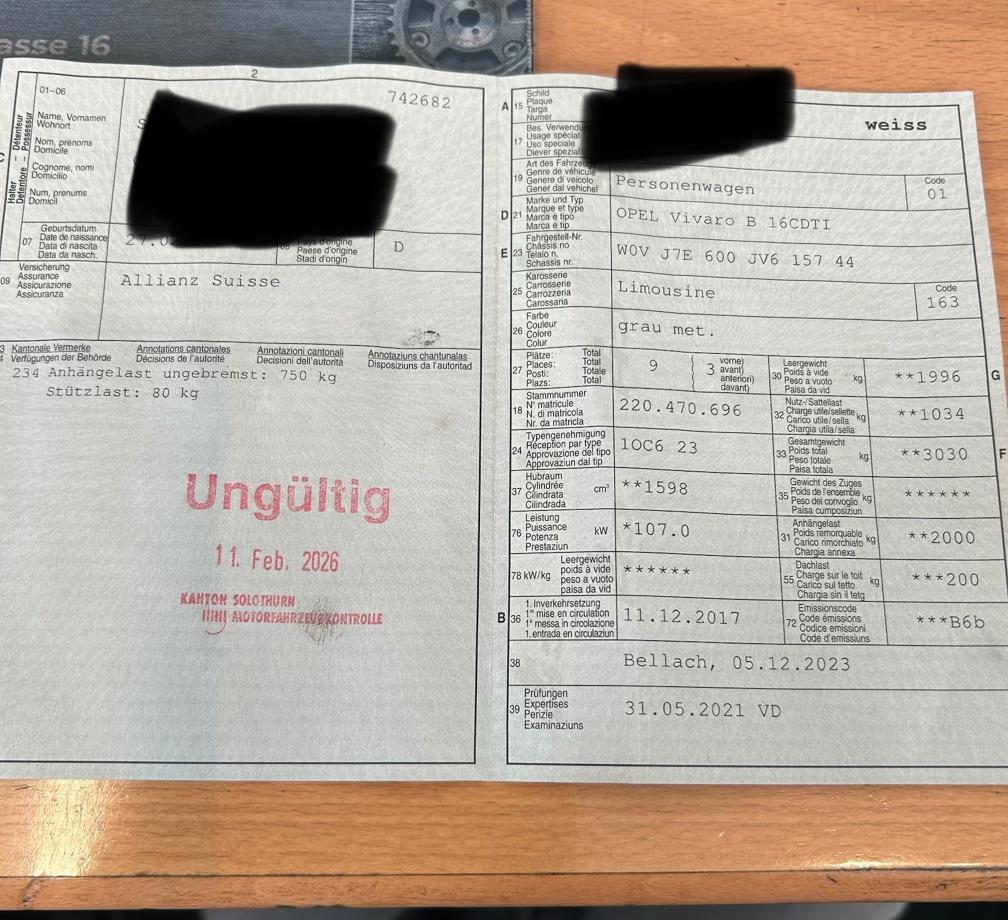 asse 16
2
01-06
742682
Halter – Détenteur
Detentore – Possessur
C
Name, Vornamen
Wohnort
Nom, prénoms
Domicile
Cognome, nomi
Domicilio
Num, prenums
Domicil
07
Geburtsdatum
Date de naissance
Data di nascita
Data da nasch.
27.0
Paese d'origine
Stadi d'origin
D
09
Versicherung
Assurance
Assicurazione
Assicuranza
Allianz Suisse
Kantonale Vermerke
Verfügungen der Behörde
Annotations cantonales
Décisions de l'autorité
Annotazioni cantonali
Decisioni dell'autorità
Annotaziuns chantunalas
Disposiziuns da l'autoritad
234 Anhängelast ungebremst: 750 kg
Stützlast: 80 kg
Ungültig
11. Feb. 2026
KANTON SOLOTHURN
MOTORFAHRZEUGKONTROLLE
A 15
Schild
Plaque
Targa
Numer
weiss
17
Bes. Verwendu
Usage spécial
Uso speciale
Diever spezial
19
Art des Fahrzeu
Genre de véhicule
Genere di veicolo
Gener dal vehichel
Personenwagen
Code
01
D 21
Marke und Typ
Marque et type
Marca e tipo
Marca e tip
OPEL Vivaro B 16CDTI
E 23
Fahrgestell-Nr.
Châssis no
Telaio n.
Schassis nr.
W0V J7E 600 JV6 157 44
25
Karosserie
Carrosserie
Carrozzeria
Carossaria
Limousine
Code
163
26
Farbe
Couleur
Colore
Colur
grau met.
27
Plätze: Total
Places: Total
Posti: Totale
Plazs: Total
9
3
vorne)
avant)
anteriori)
davant)
30
Leergewicht
Poids à vide
Peso a vuoto
Paisa da vid
kg
**1996
G
18
Stammnummer
N° matricule
N. di matricola
Nr. da matricla
220.470.696
32
Nutz-/Sattellast
Charge utile/sellette
Carico utile/sella
Chargia utila/sella
kg
**1034
24
Typengenehmigung
Réception par type
Approvazione del tipo
Approvaziun dal tip
1OC6 23
33
Gesamtgewicht
Poids total
Peso totale
Paisa totala
kg
**3030
F
37
Hubraum
Cylindrée
Cilindrata
Cilindrada
cm³
**1598
35
Gewicht des Zuges
Poids de l'ensemble
Peso del convoglio
Paisa cumposiziun
kg
******
76
Leistung
Puissance
Potenza
Prestaziun
kW
*107.0
31
Anhängelast
Poids remorquable
Carico rimorchiato
Chargia annexa
kg
**2000
78 kW/kg
Leergewicht
poids à vide
peso a vuoto
paisa da vid
******
55
Dachlast
Charge sur le toit
Carico sul tetto
Chargia sin il tetg
kg
***200
B 36
1. Inverkehrsetzung
1re mise en circulation
1a messa in circolazione
1. entrada en circulaziun
11.12.2017
72
Emissionscode
Code émissions
Codice emissioni
Code d'emissiuns
***B6b
38
Bellach, 05.12.2023
39
Prüfungen
Expertises
Perizie
Examinaziuns
31.05.2021 VD